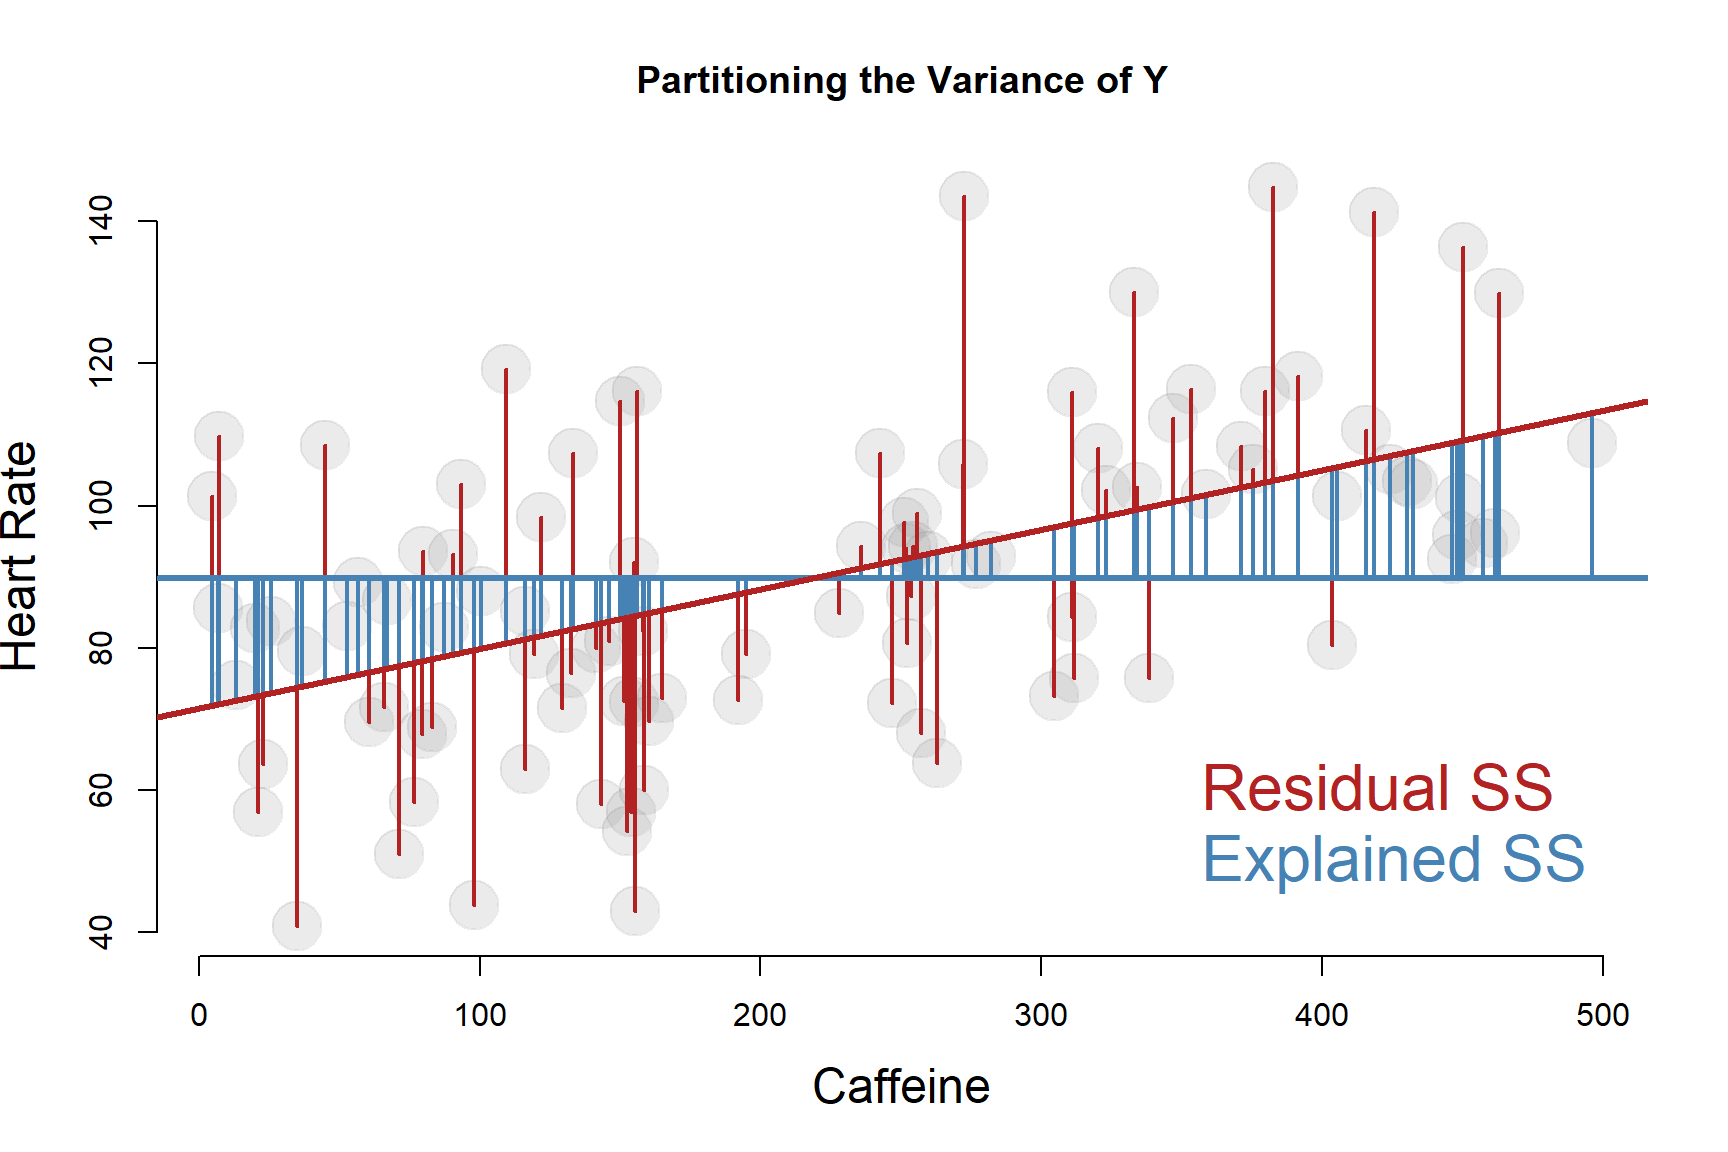 Partitioning the Variance of Y
Heart Rate
140
120
100
80
60
40
Residual SS
Explained SS
0 100 200 300 400 500
Caffeine